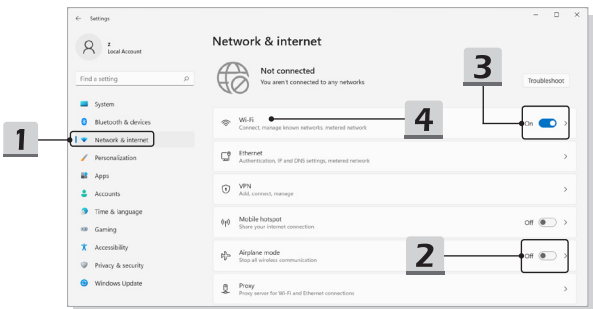 Settings
z
Local Account
Find a setting
System
Bluetooth & devices
Network & internet
Personalization
Apps
Accounts
Time & language
Gaming
Accessibility
Privacy & security
Windows Update
Network & internet
Not connected
You aren't connected to any networks
Troubleshoot
Wi-Fi
Connect, manage known networks, metered network
On
Ethernet
Authentication, IP and DNS settings, metered network
VPN
Add, connect, manage
Mobile hotspot
Share your internet connection
Off
Airplane mode
Stop all wireless communication
Off
Proxy
Proxy server for Wi-Fi and Ethernet connections
1
3
4
2